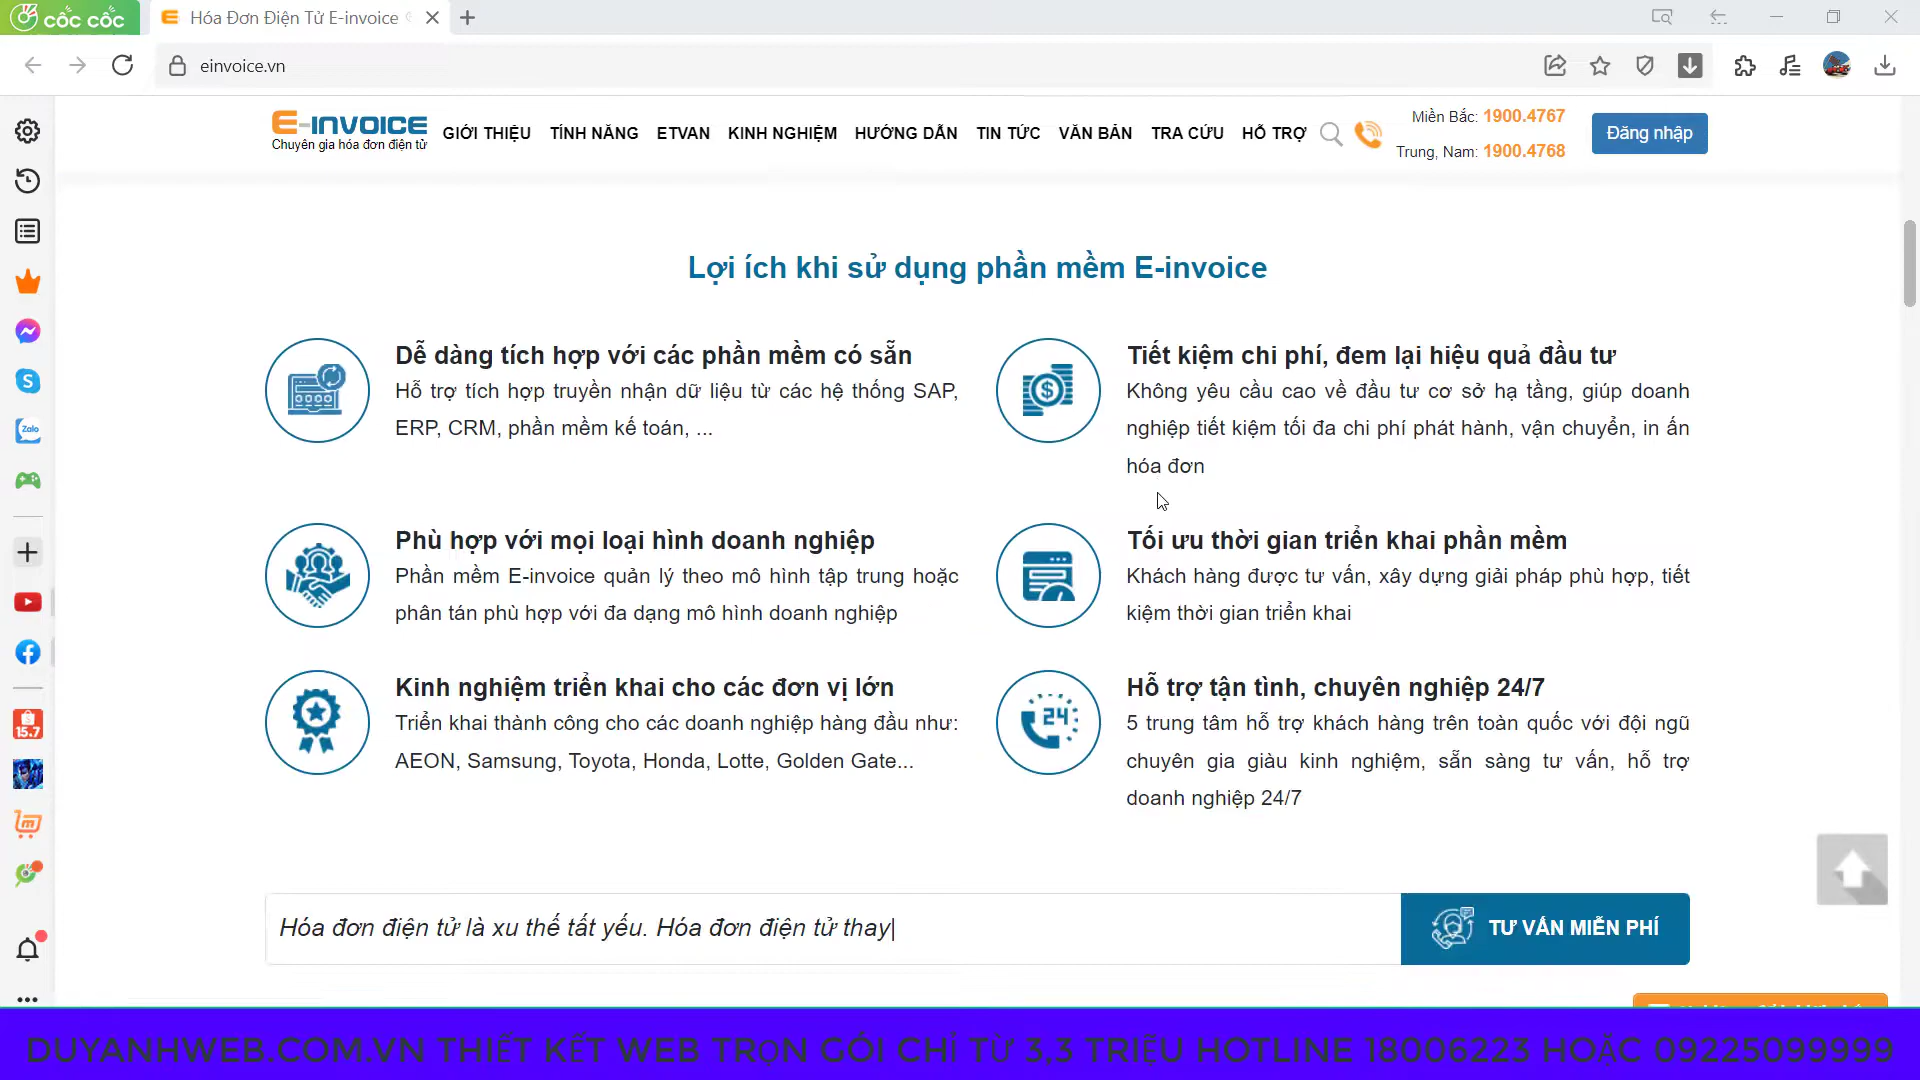 cốc cốc
Hóa Đơn Điện Tử E-invoice
einvoice.vn
E-INVOICE
Chuyên gia hóa đơn điện tử
GIỚI THIỆU TÍNH NĂNG ETVAN KINH NGHIỆM HƯỚNG DẪN TIN TỨC VĂN BẢN TRA CỨU HỖ TRỢ
Miền Bắc: 1900.4767
Trung, Nam: 1900.4768
Đăng nhập
Lợi ích khi sử dụng phần mềm E-invoice
Dễ dàng tích hợp với các phần mềm có sẵn
Hỗ trợ tích hợp truyền nhận dữ liệu từ các hệ thống SAP,
ERP, CRM, phần mềm kế toán, ...
Tiết kiệm chi phí, đem lại hiệu quả đầu tư
Không yêu cầu cao về đầu tư cơ sở hạ tầng, giúp doanh
nghiệp tiết kiệm tối đa chi phí phát hành, vận chuyển, in ấn
hóa đơn
Phù hợp với mọi loại hình doanh nghiệp
Phần mềm E-invoice quản lý theo mô hình tập trung hoặc
phân tán phù hợp với đa dạng mô hình doanh nghiệp
Tối ưu thời gian triển khai phần mềm
Khách hàng được tư vấn, xây dựng giải pháp phù hợp, tiết
kiệm thời gian triển khai
Kinh nghiệm triển khai cho các đơn vị lớn
Triển khai thành công cho các doanh nghiệp hàng đầu như:
AEON, Samsung, Toyota, Honda, Lotte, Golden Gate...
24
Hỗ trợ tận tình, chuyên nghiệp 24/7
5 trung tâm hỗ trợ khách hàng trên toàn quốc với đội ngũ
chuyên gia giàu kinh nghiệm, sẵn sàng tư vấn, hỗ trợ
doanh nghiệp 24/7
Zalo
15.7
Hóa đơn điện tử là xu thế tất yếu. Hóa đơn điện tử thay
TƯ VẤN MIỄN PHÍ
DUYANHWEB.COM.VN THIẾT KẾT WEB TRỌN GÓI CHỈ TỪ 3,3 TRIỆU HOTLINE 18006223 HOẶC 09225099999